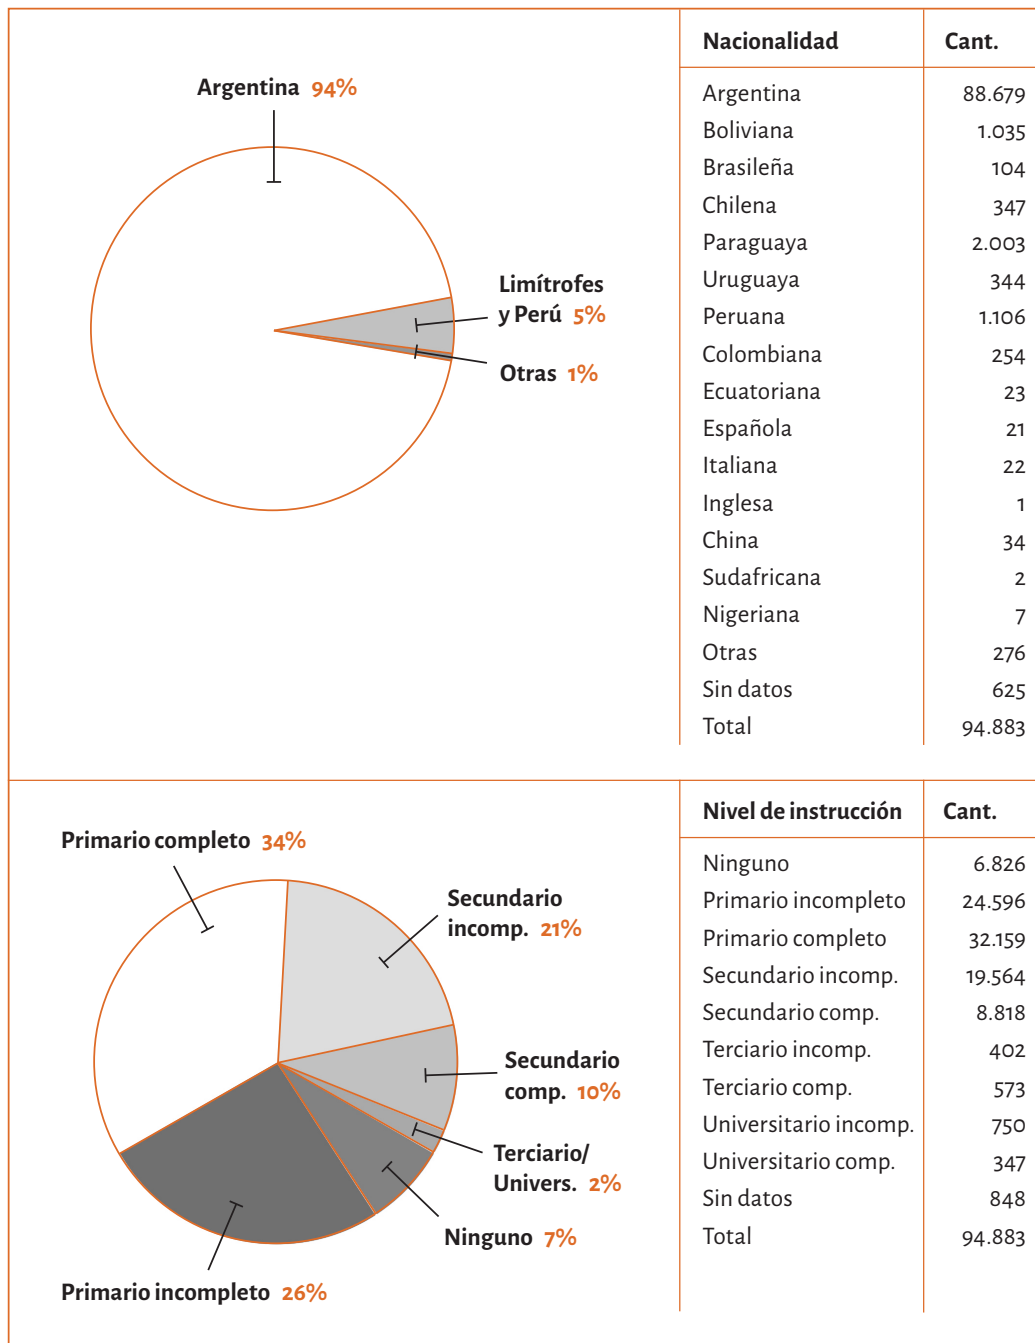 Argentina 94%
Limítrofes
y Perú 5%
Otras 1%
Nacionalidad Cant.
Argentina 88.679
Boliviana 1.035
Brasileña 104
Chilena 347
Paraguaya 2.003
Uruguaya 344
Peruana 1.106
Colombiana 254
Ecuatoriana 23
Española 21
Italiana 22
Inglesa 1
China 34
Sudafricana 2
Nigeriana 7
Otras 276
Sin datos 625
Total 94.883
Primario completo 34%
Secundario
incomp. 21%
Secundario
comp. 10%
Terciario/
Univers. 2%
Ninguno 7%
Primario incompleto 26%
Nivel de instrucción Cant.
Ninguno 6.826
Primario incompleto 24.596
Primario completo 32.159
Secundario incomp. 19.564
Secundario comp. 8.818
Terciario incomp. 402
Terciario comp. 573
Universitario incomp. 750
Universitario comp. 347
Sin datos 848
Total 94.883